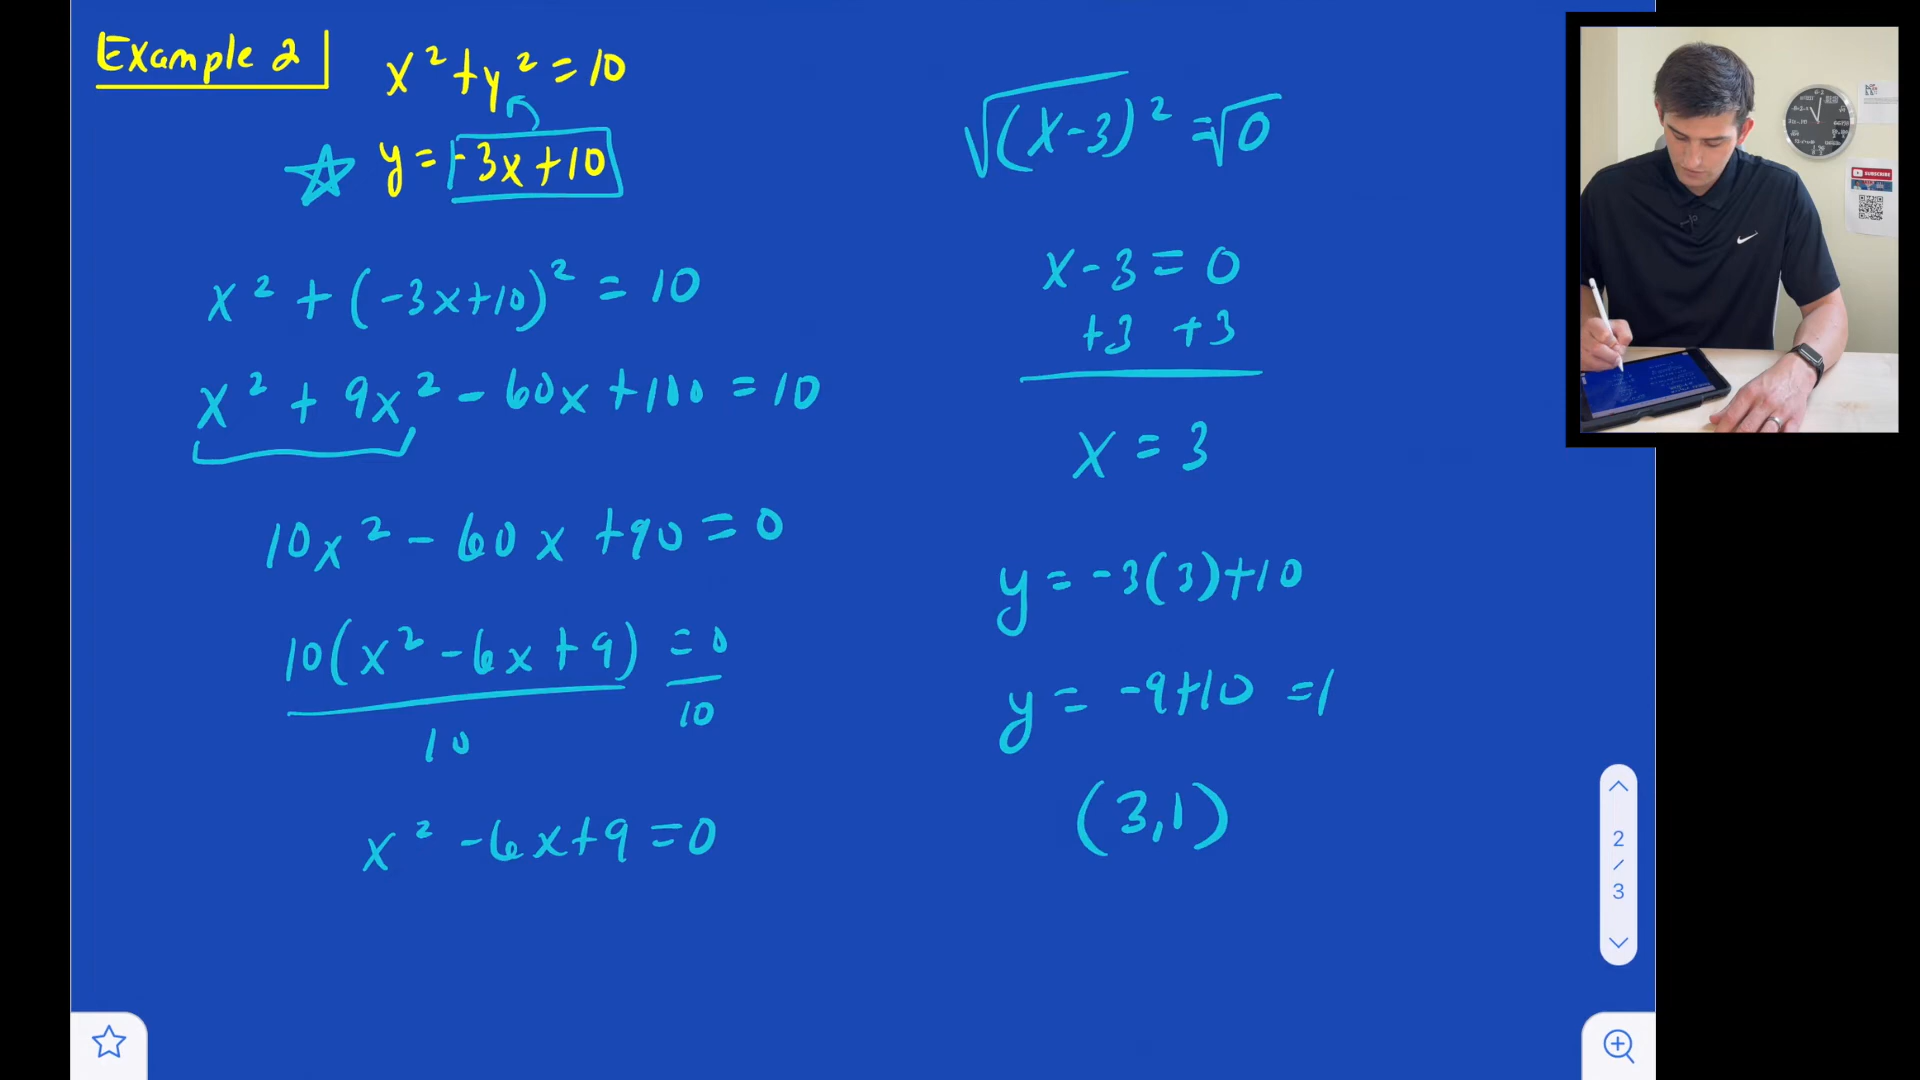 Example 2
x² + y² = 10
y = -3x + 10
x² + (-3x+10)² = 10
x² + 9x² - 60x + 100 = 10
10x² - 60x + 90 = 0
10(x² - 6x + 9) = 0
10 10
x² - 6x + 9 = 0
√(x-3)² = √0
x - 3 = 0
+3 +3
x = 3
y = -3(3)+10
y = -9+10 = 1
(3,1)
SUBSCRIBE
2
/
3